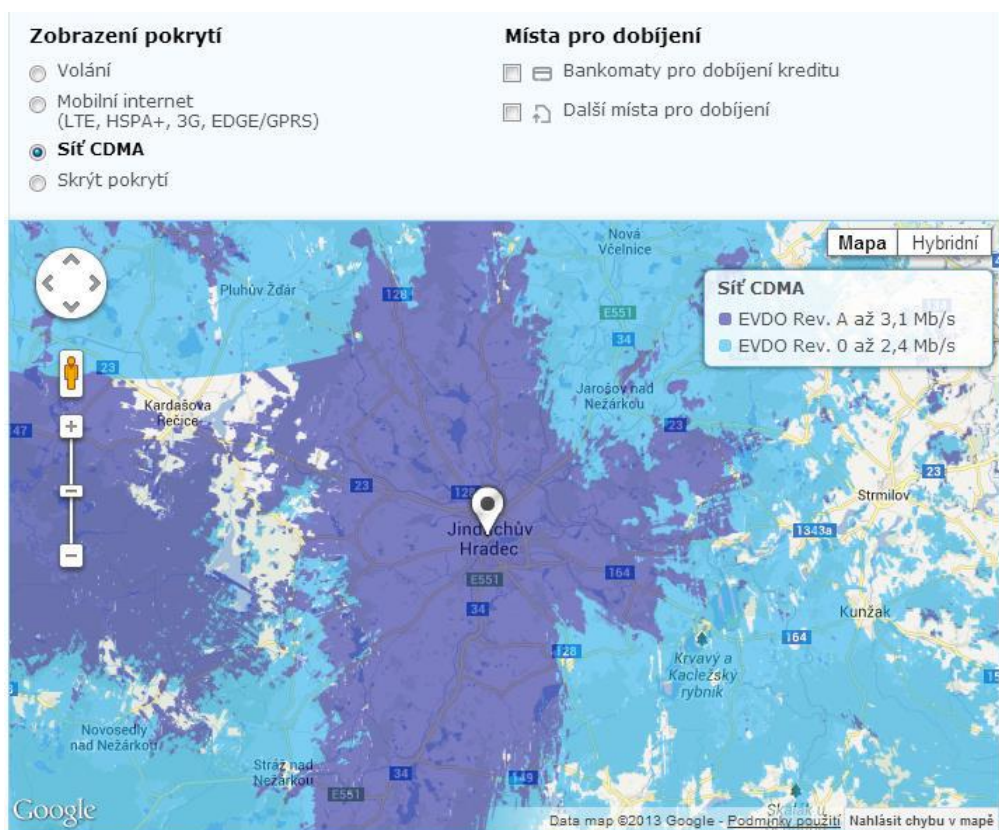 Zobrazení pokrytí
Volání
Mobilní internet
(LTE, HSPA+, 3G, EDGE/GPRS)
Síť CDMA
Skrýt pokrytí
Místa pro dobíjení
Bankomaty pro dobíjení kreditu
Další místa pro dobíjení
Mapa
Hybridní
Síť CDMA
EVDO Rev. A až 3,1 Mb/s
EVDO Rev. 0 až 2,4 Mb/s
Nová
Včelnice
Pluhův Žďár
128
E551
34
23
Kardašova
Řečice
Jarošov nad
Nežárkou
23
47
23
128
23
Strmilov
Jindřichův
Hradec
1343a
E551
164
34
Kunžak
164
128
Krvavý a
Kacležský
rybník
Novosedly
nad Nežárkou
Stráž nad
Nežárkou
34
149
E551
Google
Skalák u
Data map ©2013 Google - Podmínky použití
Nahlásit chybu v mapě